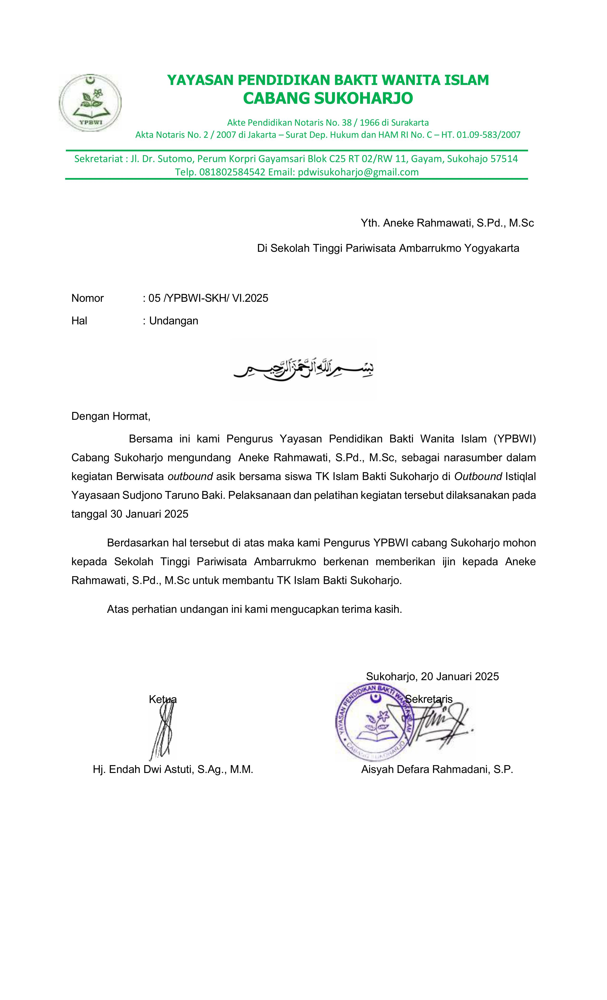 YPBWI
YAYASAN PENDIDIKAN BAKTI WANITA ISLAM
CABANG SUKOHARJO
Akte Pendidikan Notaris No. 38 / 1966 di Surakarta
Akta Notaris No. 2 / 2007 di Jakarta – Surat Dep. Hukum dan HAM RI No. C – HT. 01.09-583/2007
Sekretariat : Jl. Dr. Sutomo, Perum Korpri Gayamsari Blok C25 RT 02/RW 11, Gayam, Sukohajo 57514
Telp. 081802584542 Email: pdwisukoharjo@gmail.com
Yth. Aneke Rahmawati, S.Pd., M.Sc
Di Sekolah Tinggi Pariwisata Ambarrukmo Yogyakarta
Nomor : 05 /YPBWI-SKH/ VI.2025
Hal : Undangan
بِسْمِ ٱللَّهِ ٱلرَّحْمَٰنِ ٱلرَّحِيمِ
Dengan Hormat,
Bersama ini kami Pengurus Yayasan Pendidikan Bakti Wanita Islam (YPBWI)
Cabang Sukoharjo mengundang Aneke Rahmawati, S.Pd., M.Sc, sebagai narasumber dalam
kegiatan Berwisata outbound asik bersama siswa TK Islam Bakti Sukoharjo di Outbound Istiqlal
Yayasaan Sudjono Taruno Baki. Pelaksanaan dan pelatihan kegiatan tersebut dilaksanakan pada
tanggal 30 Januari 2025
Berdasarkan hal tersebut di atas maka kami Pengurus YPBWI cabang Sukoharjo mohon
kepada Sekolah Tinggi Pariwisata Ambarrukmo berkenan memberikan ijin kepada Aneke
Rahmawati, S.Pd., M.Sc untuk membantu TK Islam Bakti Sukoharjo.
Atas perhatian undangan ini kami mengucapkan terima kasih.
Sukoharjo, 20 Januari 2025
Ketua Sekretaris
YAYASAN PENDIDIKAN BAKTI WANITA ISLAM
CABANG SUKOHARJO
Hj. Endah Dwi Astuti, S.Ag., M.M. Aisyah Defara Rahmadani, S.P.